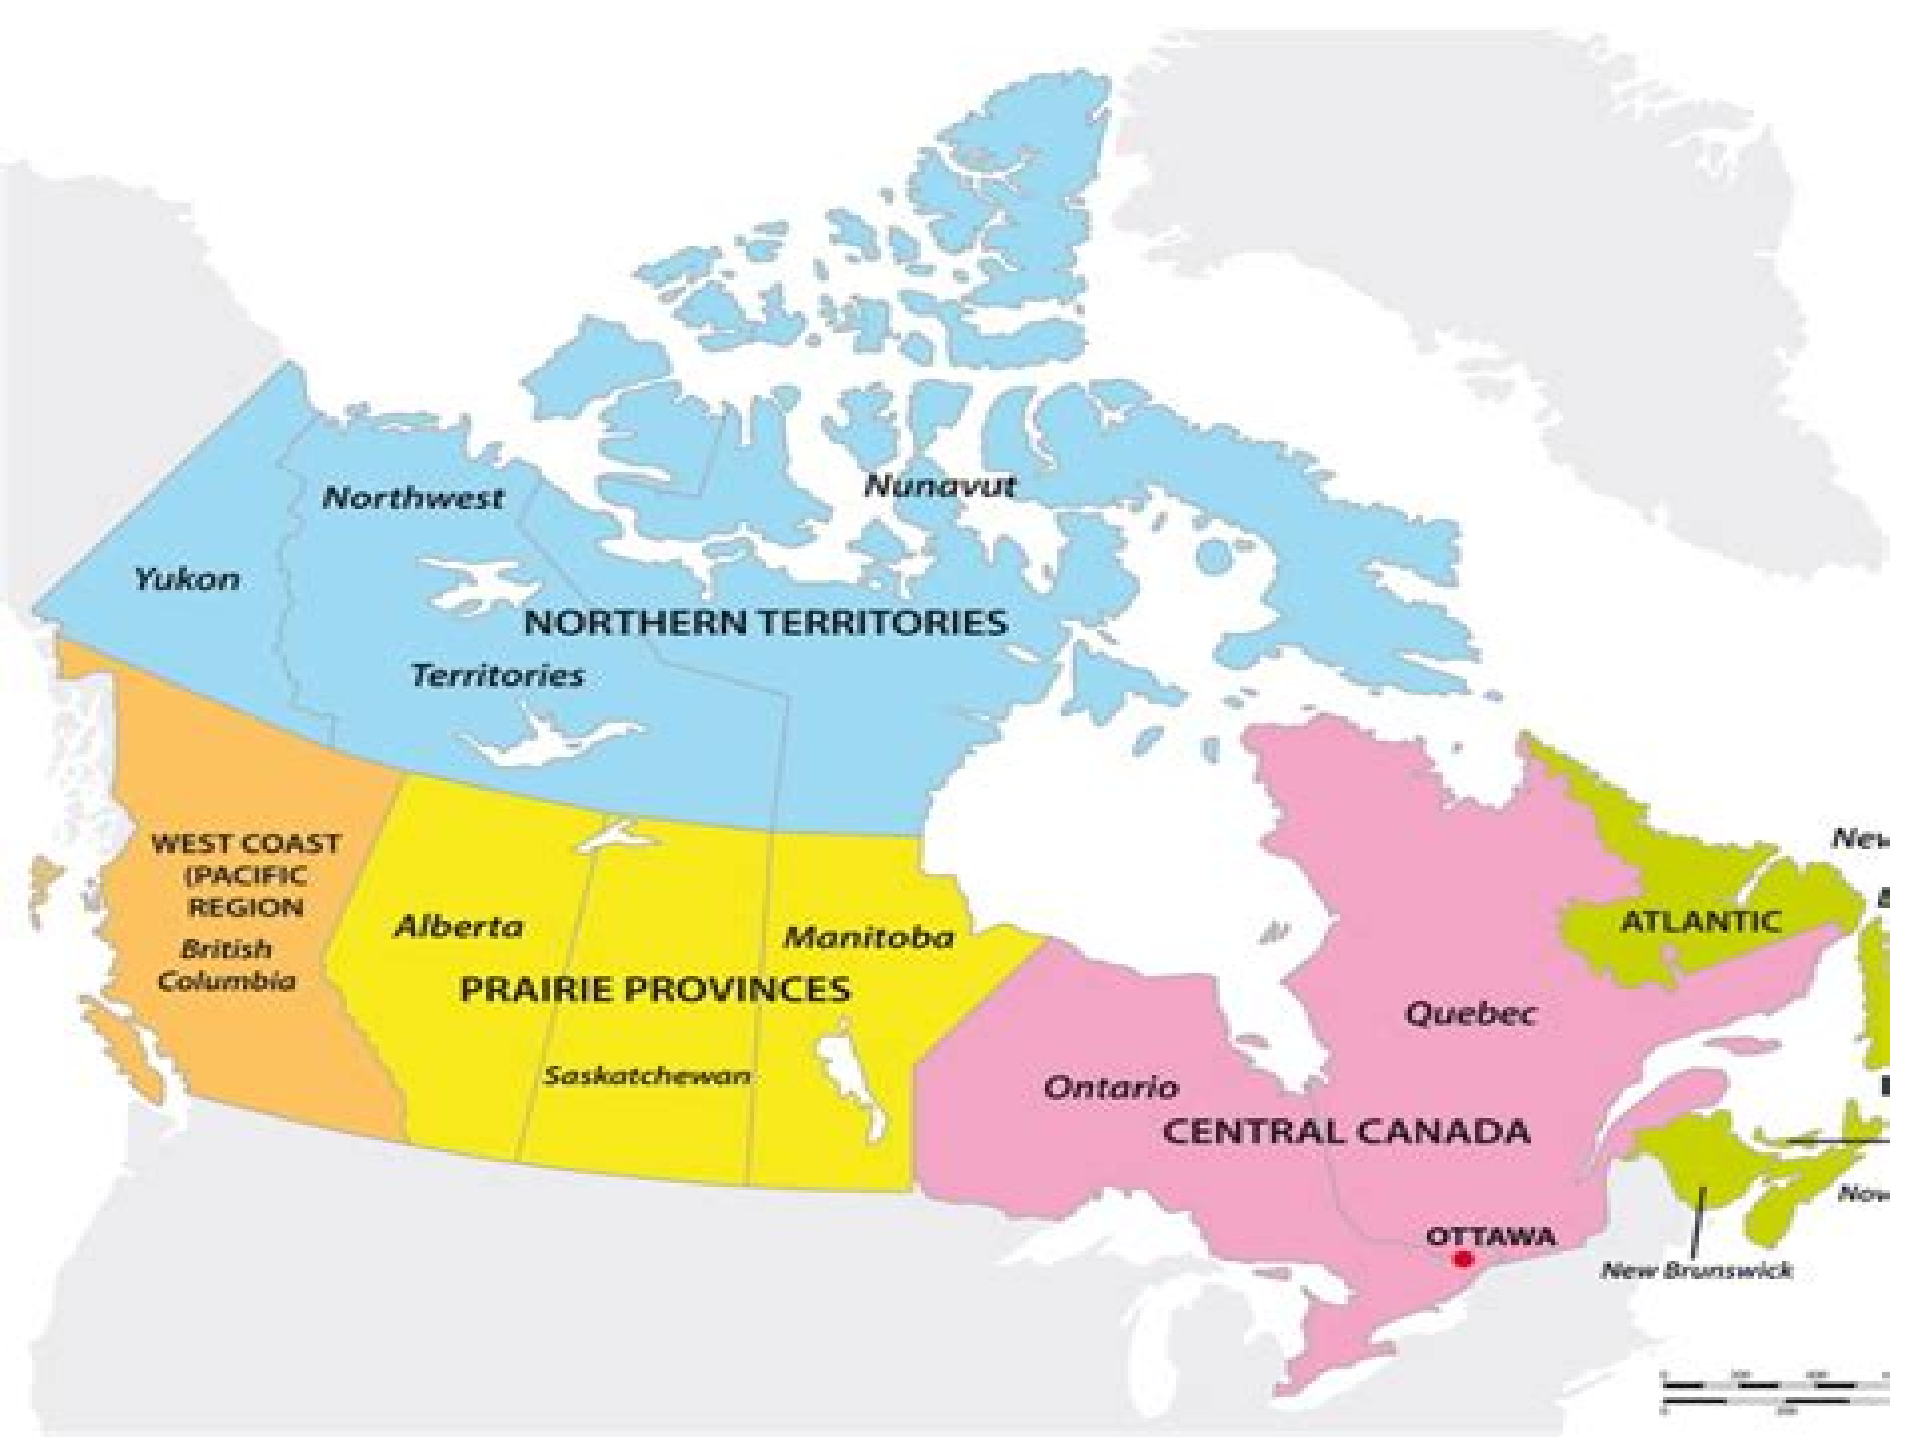 Northwest
Nunavut
Yukon
NORTHERN TERRITORIES
Territories
WEST COAST
(PACIFIC
REGION
British
Columbia
Alberta
Manitoba
PRAIRIE PROVINCES
Saskatchewan
New
ATLANTIC
Quebec
Ontario
CENTRAL CANADA
OTTAWA
New Brunswick